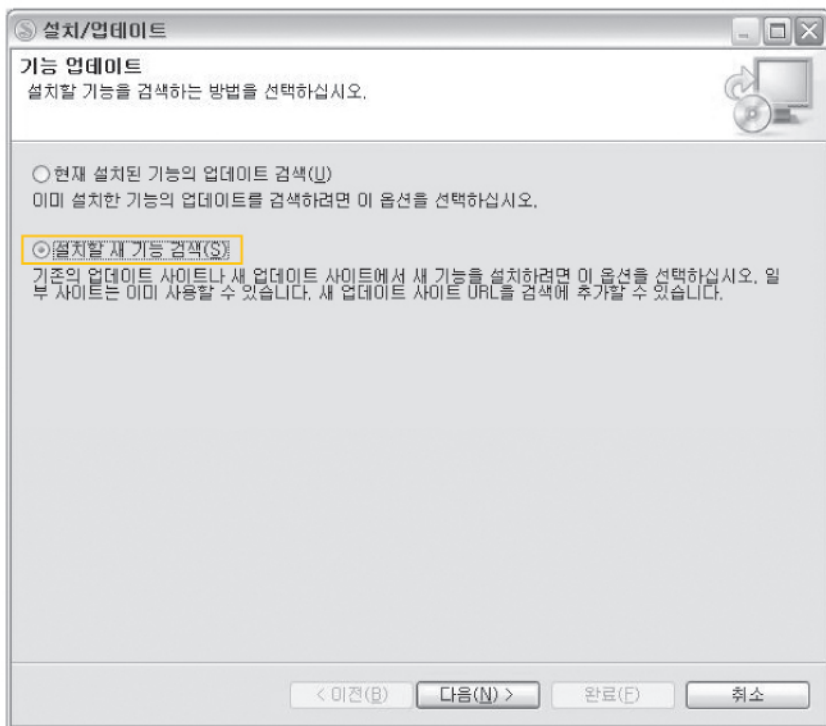 설치/업데이트
기능 업데이트
설치할 기능을 검색하는 방법을 선택하십시오.
현재 설치된 기능의 업데이트 검색(U)
이미 설치한 기능의 업데이트를 검색하려면 이 옵션을 선택하십시오.
설치할 새 기능 검색(S)
기존의 업데이트 사이트나 새 업데이트 사이트에서 새 기능을 설치하려면 이 옵션을 선택하십시오. 일
부 사이트는 이미 사용할 수 있습니다. 새 업데이트 사이트 URL을 검색에 추가할 수 있습니다.
< 이전(B) 다음(N) > 완료(F) 취소